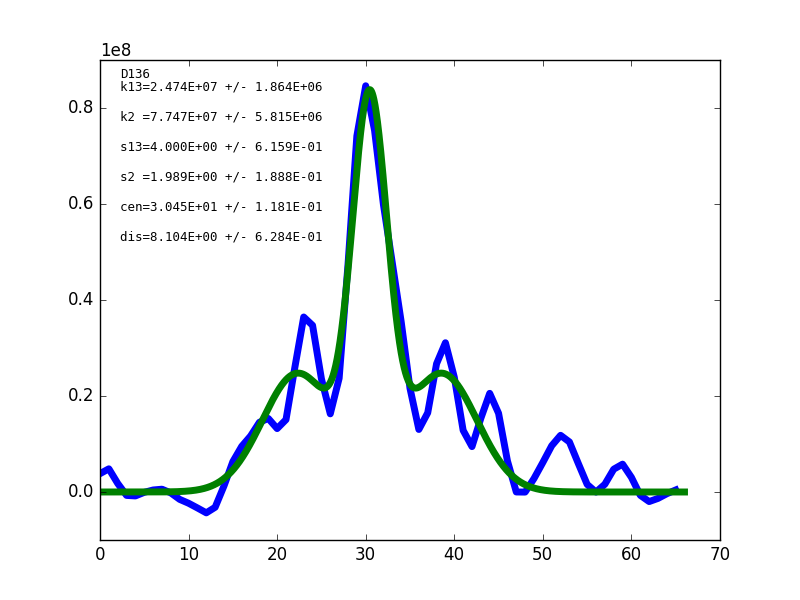 1e8
D136
k13=2.474E+07 +/- 1.864E+06
k2 =7.747E+07 +/- 5.815E+06
s13=4.000E+00 +/- 6.159E-01
s2 =1.989E+00 +/- 1.888E-01
cen=3.045E+01 +/- 1.181E-01
dis=8.104E+00 +/- 6.284E-01
0.8
0.6
0.4
0.2
0.0
0 10 20 30 40 50 60 70